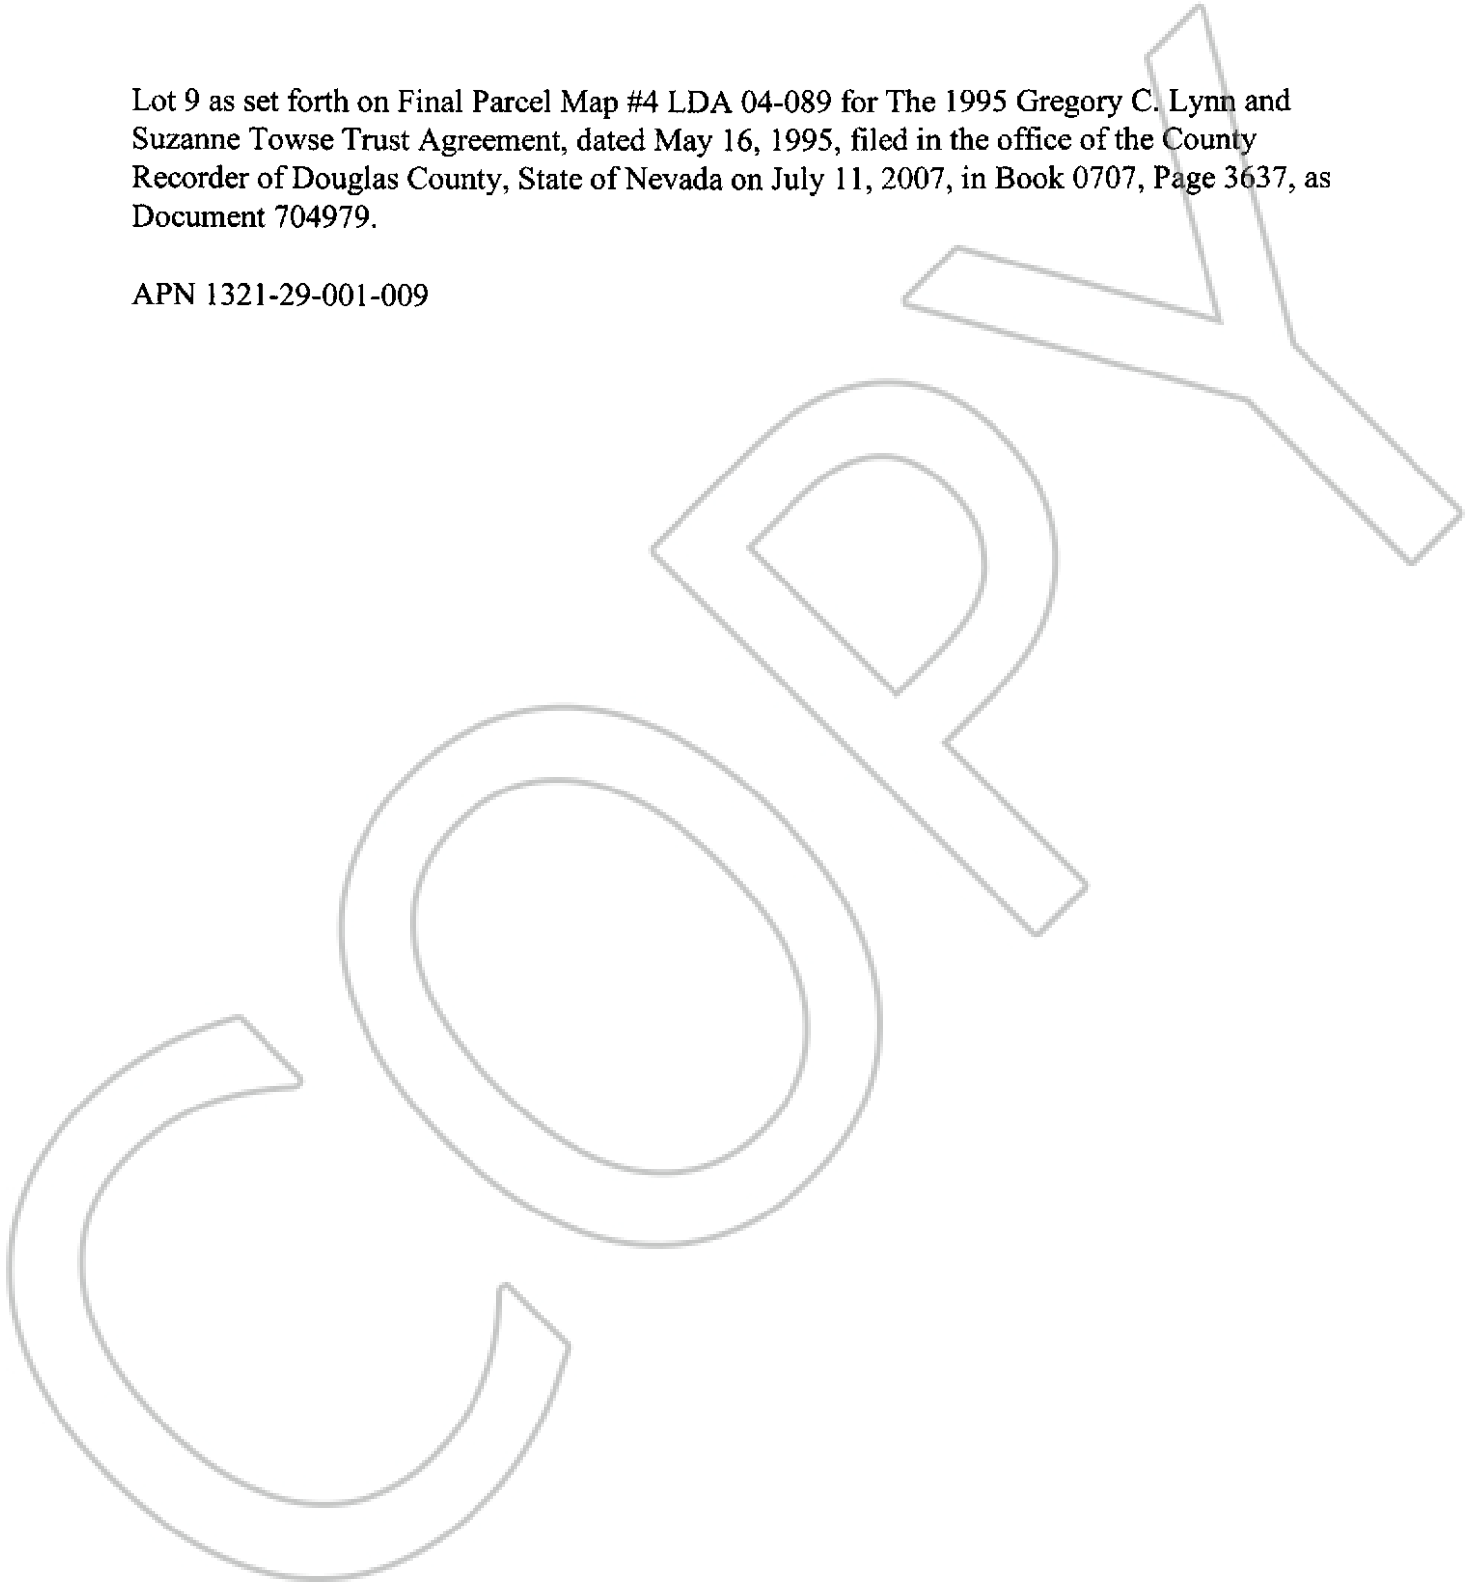 Lot 9 as set forth on Final Parcel Map #4 LDA 04-089 for The 1995 Gregory C. Lynn and
Suzanne Towse Trust Agreement, dated May 16, 1995, filed in the office of the County
Recorder of Douglas County, State of Nevada on July 11, 2007, in Book 0707, Page 3637, as
Document 704979.
APN 1321-29-001-009
COPY